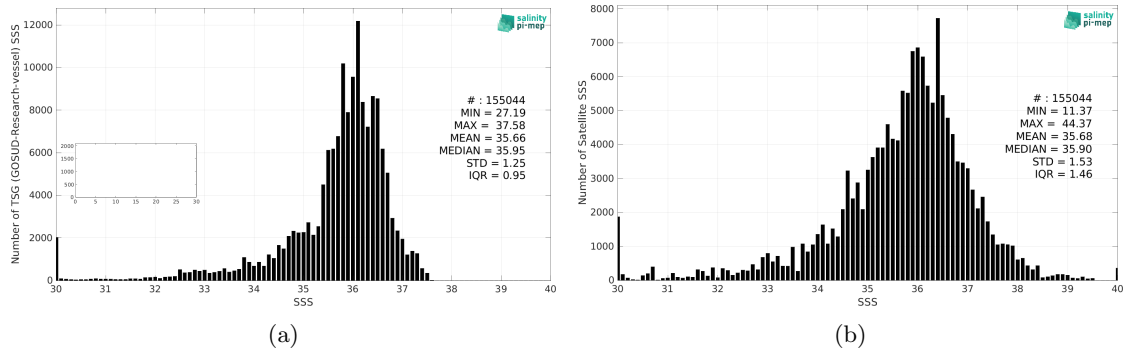 salinity
pi-mep
Number of TSG (GOSUD-Research-vessel) SSS
12000
10000
8000
6000
4000
2000
0
# : 155044
MIN = 27.19
MAX = 37.58
MEAN = 35.66
MEDIAN = 35.95
STD = 1.25
IQR = 0.95
2000
1500
1000
500
0
0 5 10 15 20 25 30
30 31 32 33 34 35 36 37 38 39 40
SSS
(a)
salinity
pi-mep
Number of Satellite SSS
8000
7000
6000
5000
4000
3000
2000
1000
0
# : 155044
MIN = 11.37
MAX = 44.37
MEAN = 35.68
MEDIAN = 35.90
STD = 1.53
IQR = 1.46
30 31 32 33 34 35 36 37 38 39 40
SSS
(b)